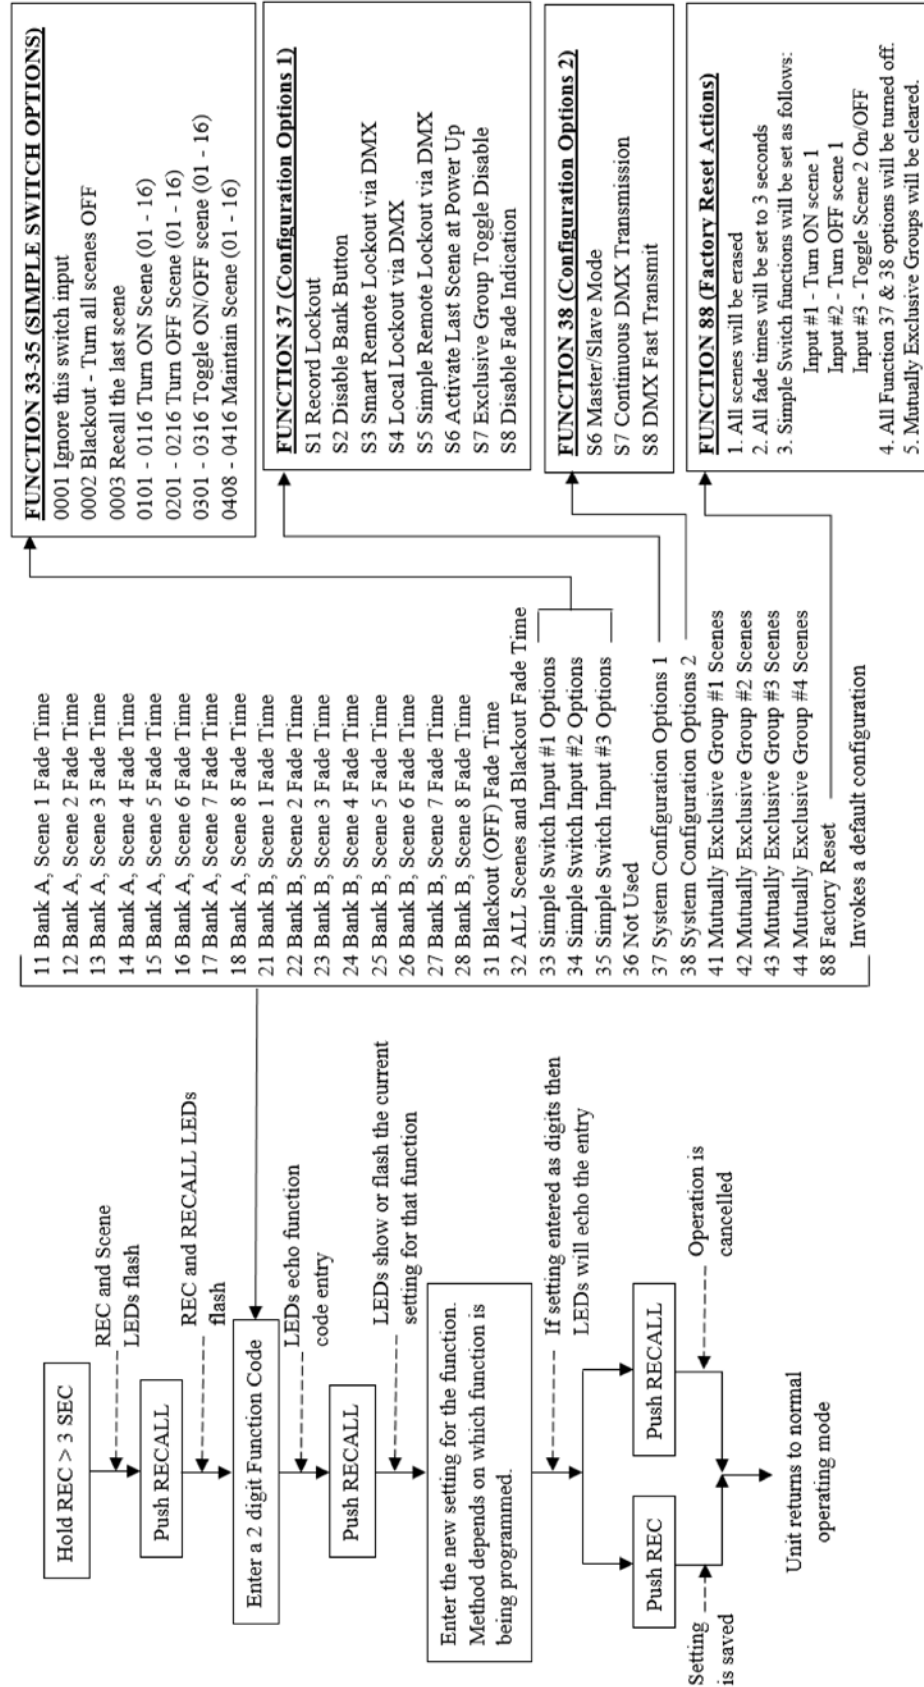 Hold REC > 3 SEC
REC and Scene
LEDs flash
Push RECALL
REC and RECALL LEDs
flash
Enter a 2 digit Function Code
LEDs echo function
code entry
Push RECALL
LEDs show or flash the current
setting for that function
Enter the new setting for the function.
Method depends on which function is
being programmed.
If setting entered as digits then
LEDs will echo the entry
Push REC
Push RECALL
Setting
is saved
Operation is
cancelled
Unit returns to normal
operating mode
11 Bank A, Scene 1 Fade Time
12 Bank A, Scene 2 Fade Time
13 Bank A, Scene 3 Fade Time
14 Bank A, Scene 4 Fade Time
15 Bank A, Scene 5 Fade Time
16 Bank A, Scene 6 Fade Time
17 Bank A, Scene 7 Fade Time
18 Bank A, Scene 8 Fade Time
21 Bank B, Scene 1 Fade Time
22 Bank B, Scene 2 Fade Time
23 Bank B, Scene 3 Fade Time
24 Bank B, Scene 4 Fade Time
25 Bank B, Scene 5 Fade Time
26 Bank B, Scene 6 Fade Time
27 Bank B, Scene 7 Fade Time
28 Bank B, Scene 8 Fade Time
31 Blackout (OFF) Fade Time
32 ALL Scenes and Blackout Fade Time
33 Simple Switch Input #1 Options
34 Simple Switch Input #2 Options
35 Simple Switch Input #3 Options
36 Not Used
37 System Configuration Options 1
38 System Configuration Options 2
41 Mutually Exclusive Group #1 Scenes
42 Mutually Exclusive Group #2 Scenes
43 Mutually Exclusive Group #3 Scenes
44 Mutually Exclusive Group #4 Scenes
88 Factory Reset
Invokes a default configuration
FUNCTION 33-35 (SIMPLE SWITCH OPTIONS)
0001 Ignore this switch input
0002 Blackout - Turn all scenes OFF
0003 Recall the last scene
0101 - 0116 Turn ON Scene (01 - 16)
0201 - 0216 Turn OFF Scene (01 - 16)
0301 - 0316 Toggle ON/OFF scene (01 - 16)
0408 - 0416 Maintain Scene (01 - 16)
FUNCTION 37 (Configuration Options 1)
S1 Record Lockout
S2 Disable Bank Button
S3 Smart Remote Lockout via DMX
S4 Local Lockout via DMX
S5 Simple Remote Lockout via DMX
S6 Activate Last Scene at Power Up
S7 Exclusive Group Toggle Disable
S8 Disable Fade Indication
FUNCTION 38 (Configuration Options 2)
S6 Master/Slave Mode
S7 Continuous DMX Transmission
S8 DMX Fast Transmit
FUNCTION 88 (Factory Reset Actions)
1. All scenes will be erased
2. All fade times will be set to 3 seconds
3. Simple Switch functions will be set as follows:
Input #1 - Turn ON scene 1
Input #2 - Turn OFF scene 1
Input #3 - Toggle Scene 2 On/OFF
4. All Function 37 & 38 options will be turned off.
5. Mutually Exclusive Groups will be cleared.